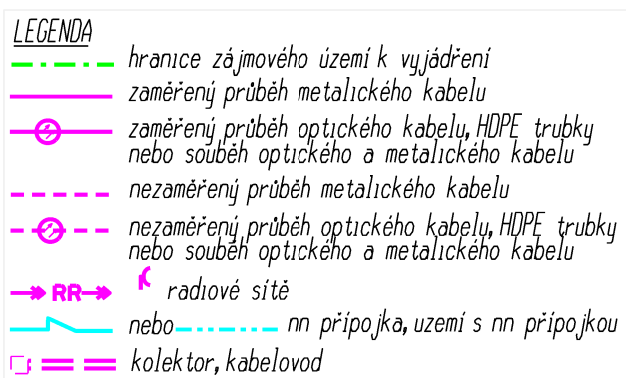 LEGENDA
hranice zájmového území k vyjádření
zaměřený průběh metalického kabelu
zaměřený průběh optického kabelu, HDPE trubky
nebo souběh optického a metalického kabelu
nezaměřený průběh metalického kabelu
nezaměřený průběh optického kabelu, HDPE trubky
nebo souběh optického a metalického kabelu
RR radiové sítě
nebo nn přípojka, uzemí s nn přípojkou
kolektor, kabelovod